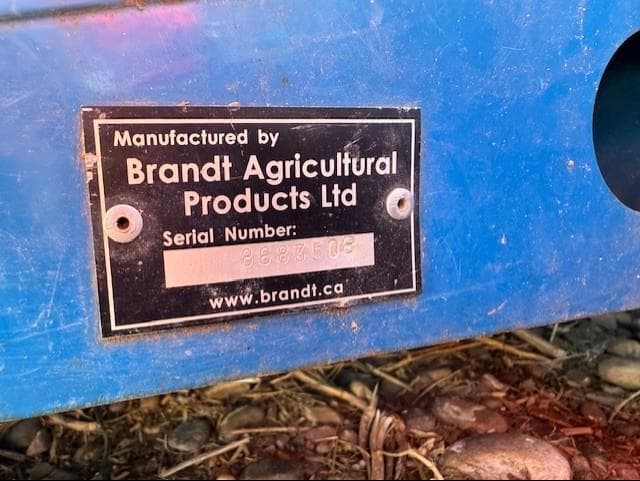 Manufactured by
Brandt Agricultural
Products Ltd
Serial Number:
www.brandt.ca